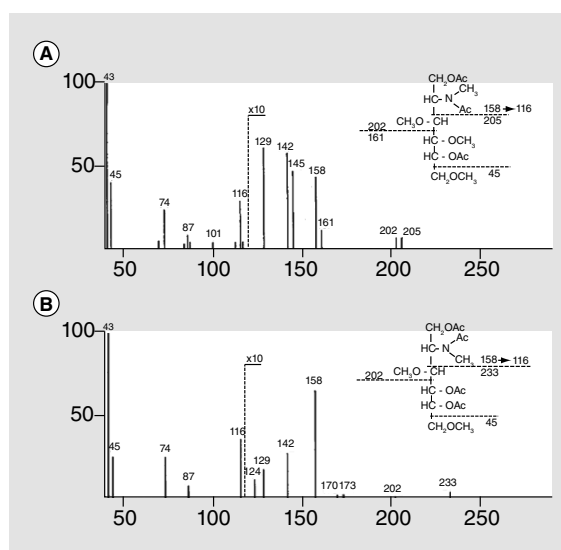 A
100
50
43
45
74
87
101
116
x10
129
142
145
158
161
202
205
CH₂OAc
CH₃
HC - N
Ac
158 → 116
CH₃O - CH
205
202
161
HC - OCH₃
HC - OAc
45
CH₂OCH₃
50
100
150
200
250
B
100
50
43
45
74
87
116
x10
124
129
142
158
170
173
202
233
CH₂OAc
Ac
HC - N
CH₃
158 → 116
CH₃O - CH
233
202
HC - OAc
HC - OAc
45
CH₂OCH₃
50
100
150
200
250